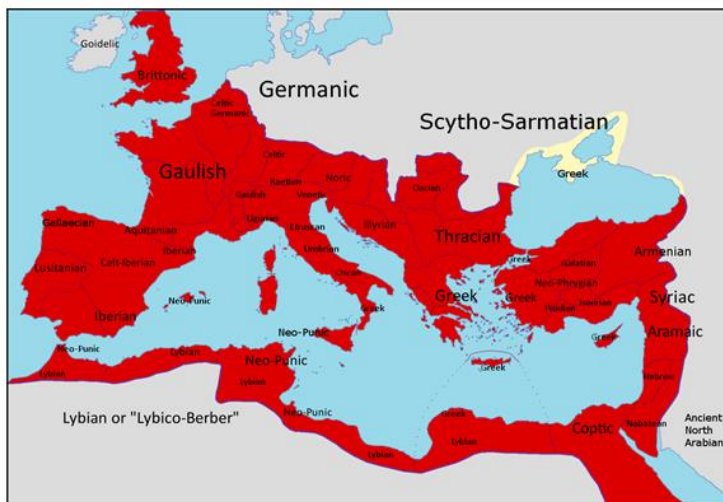 Goidelic
Brittonic
Germanic
Celtic
Germanic
Scytho-Sarmatian
Gaulish
Celtic
Greek
Raetian
Noric
Dacian
Gaulish
Venetic
Gallaecian
Aquitanian
Ligurian
Etruscan
Illyrian
Thracian
Iberian
Umbrian
Armenian
Lusitanian
Celt-Iberian
Oscan
Greek
Galatian
Neo-Phrygian
Neo-Punic
Greek
Greek
Greek
Isaurian
Syriac
Iberian
Pisidian
Neo-Punic
Greek
Aramaic
Neo-Punic
Lybian
Neo-Punic
Greek
Lybian
Lybian
Hebreic
Lybian or "Lybico-Berber"
Neo-Punic
Greek
Coptic
Nabatean
Ancient
North
Arabian
Lybian
Lybian